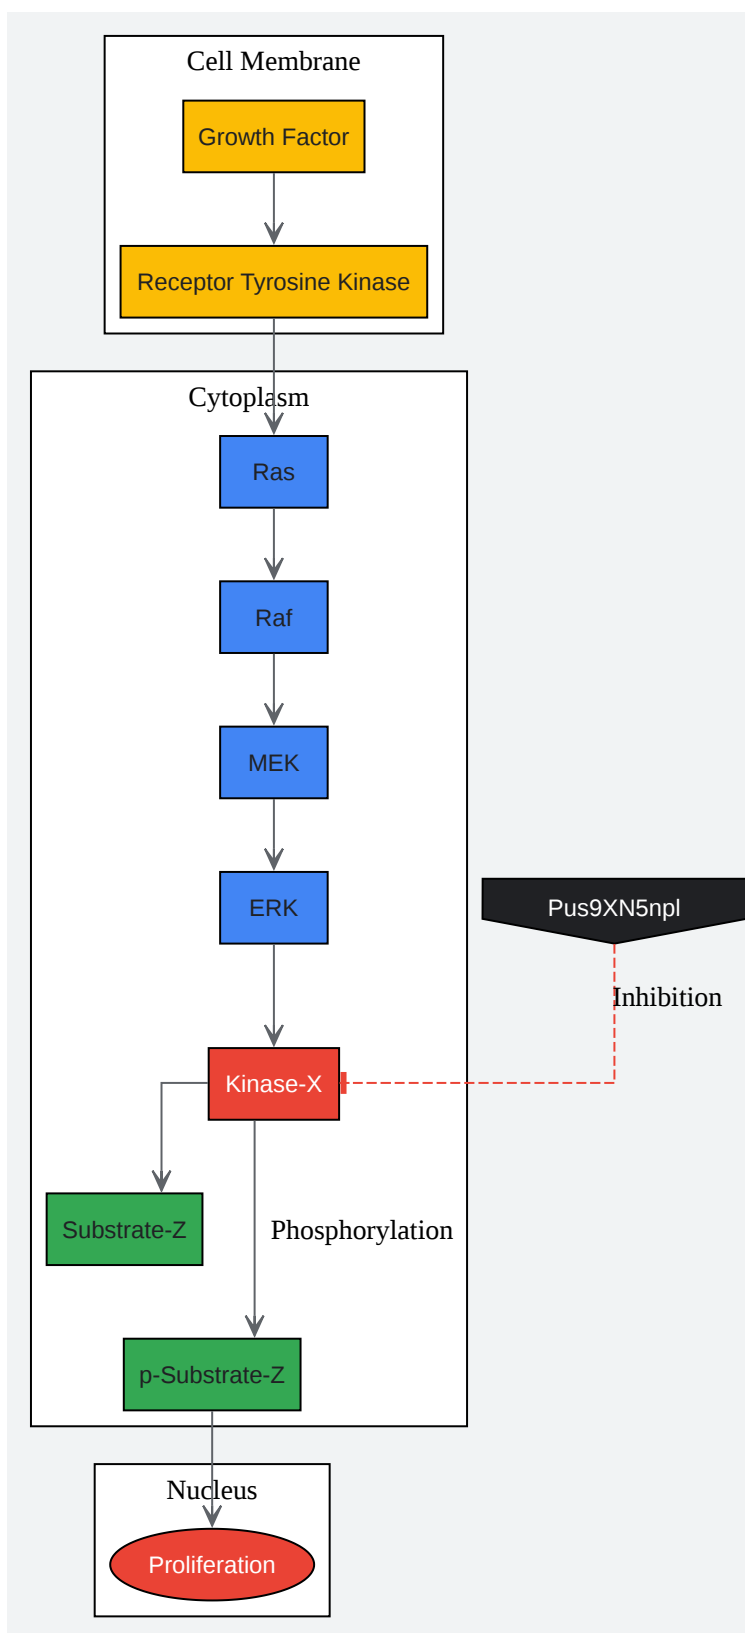 Cell Membrane
Growth Factor
Receptor Tyrosine Kinase
Cytoplasm
Ras
Raf
MEK
ERK
Pus9XN5npl
Inhibition
Kinase-X
Substrate-Z
Phosphorylation
p-Substrate-Z
Nucleus
Proliferation